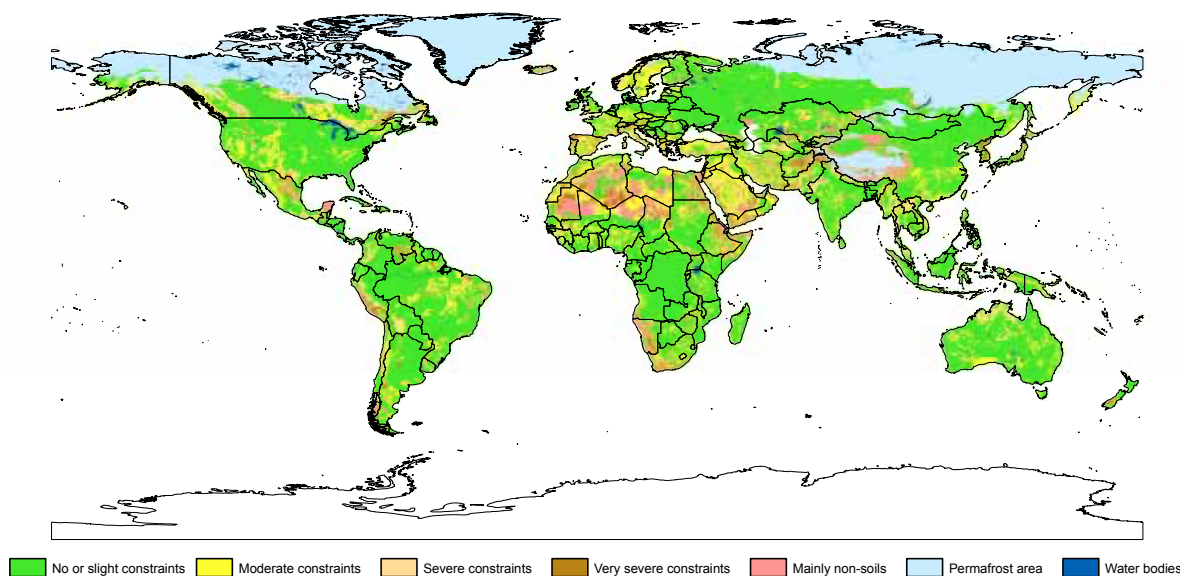 No or slight constraints Moderate constraints Severe constraints Very severe constraints Mainly non-soils Permafrost area Water bodies